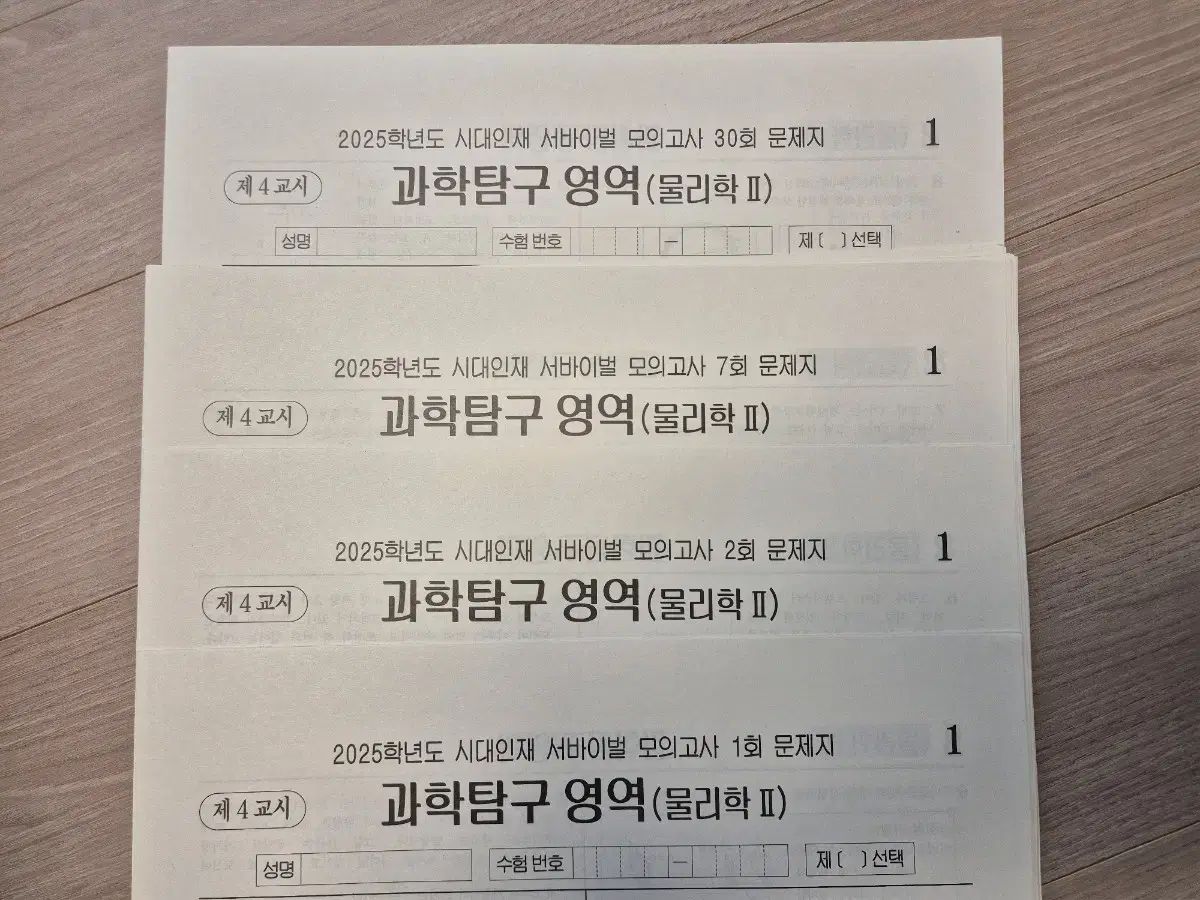 2025학년도 시대인재 서바이벌 모의고사 30회 문제지 1
제 4 교시 과학탐구 영역(물리학 Ⅱ)
성명 수험 번호 — 제 ( ) 선택
2025학년도 시대인재 서바이벌 모의고사 7회 문제지 1
제 4 교시 과학탐구 영역(물리학 Ⅱ)
2025학년도 시대인재 서바이벌 모의고사 2회 문제지 1
제 4 교시 과학탐구 영역(물리학 Ⅱ)
2025학년도 시대인재 서바이벌 모의고사 1회 문제지 1
제 4 교시 과학탐구 영역(물리학 Ⅱ)
성명 수험 번호 — 제 ( ) 선택